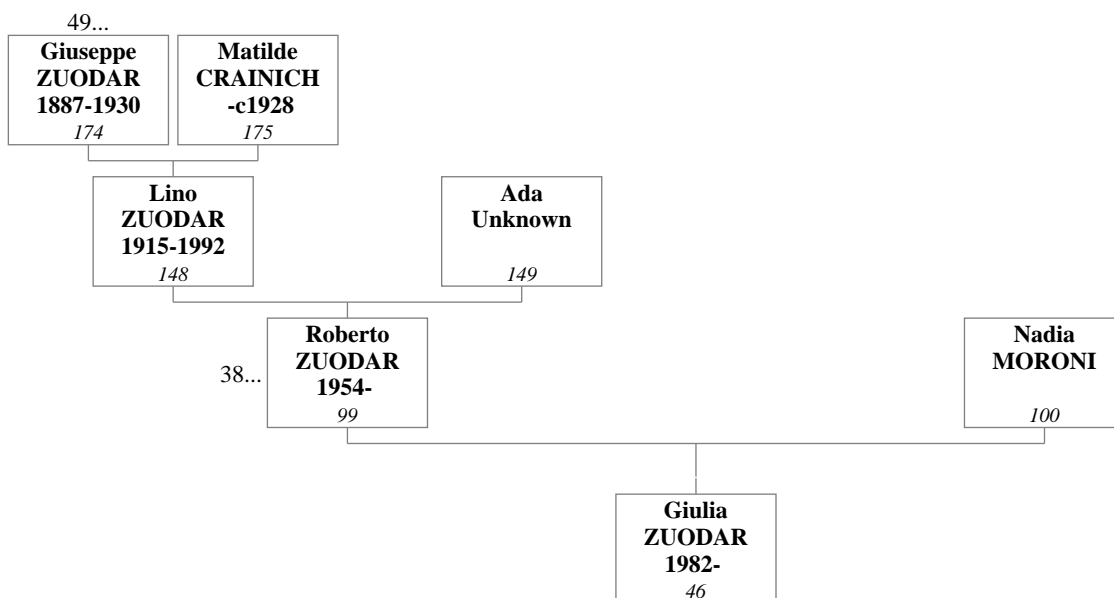 49...
Giuseppe
ZUODAR
1887-1930
174
Matilde
CRAINICH
-c1928
175
Lino
ZUODAR
1915-1992
148
Ada
Unknown
149
38...
Roberto
ZUODAR
1954-
99
Nadia
MORONI
100
Giulia
ZUODAR
1982-
46